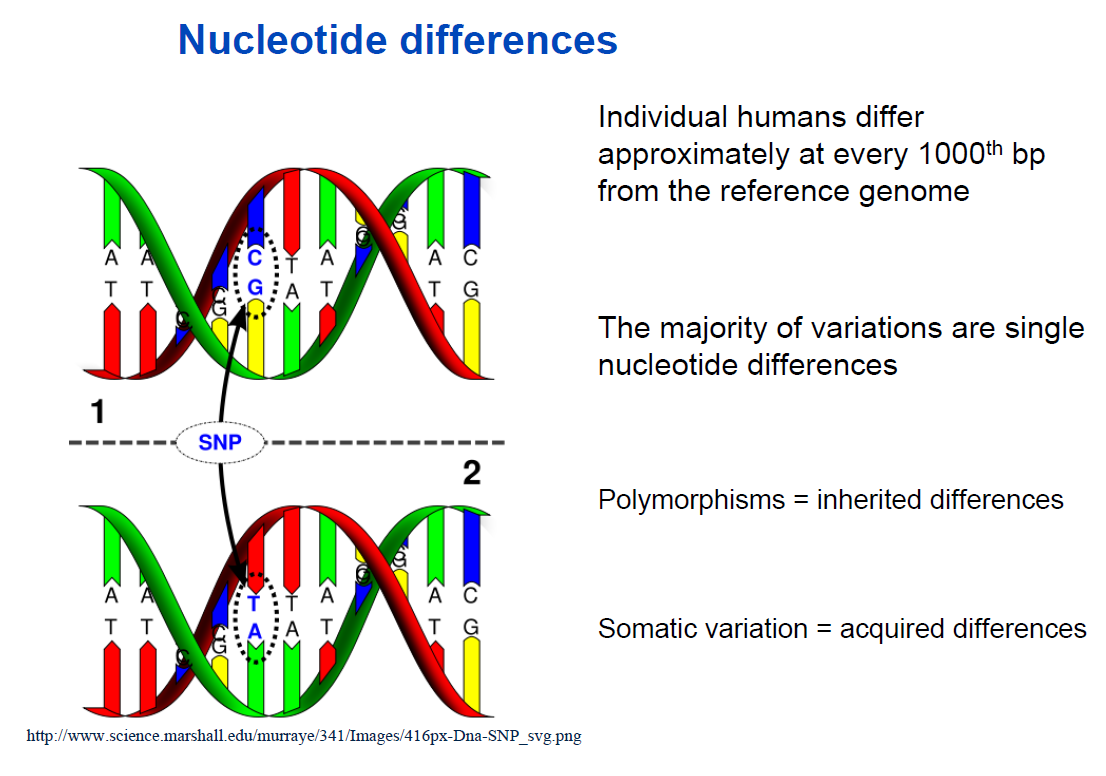 Nucleotide differences
Individual humans differ
approximately at every 1000th bp
from the reference genome
The majority of variations are single
nucleotide differences
Polymorphisms = inherited differences
Somatic variation = acquired differences
A A C C T A G G A C
T T C G G A T T G
1
SNP
2
A A C T T A G G A C
T T C G A A T T G
http://www.science.marshall.edu/murraye/341/Images/416px-Dna-SNP_svg.png